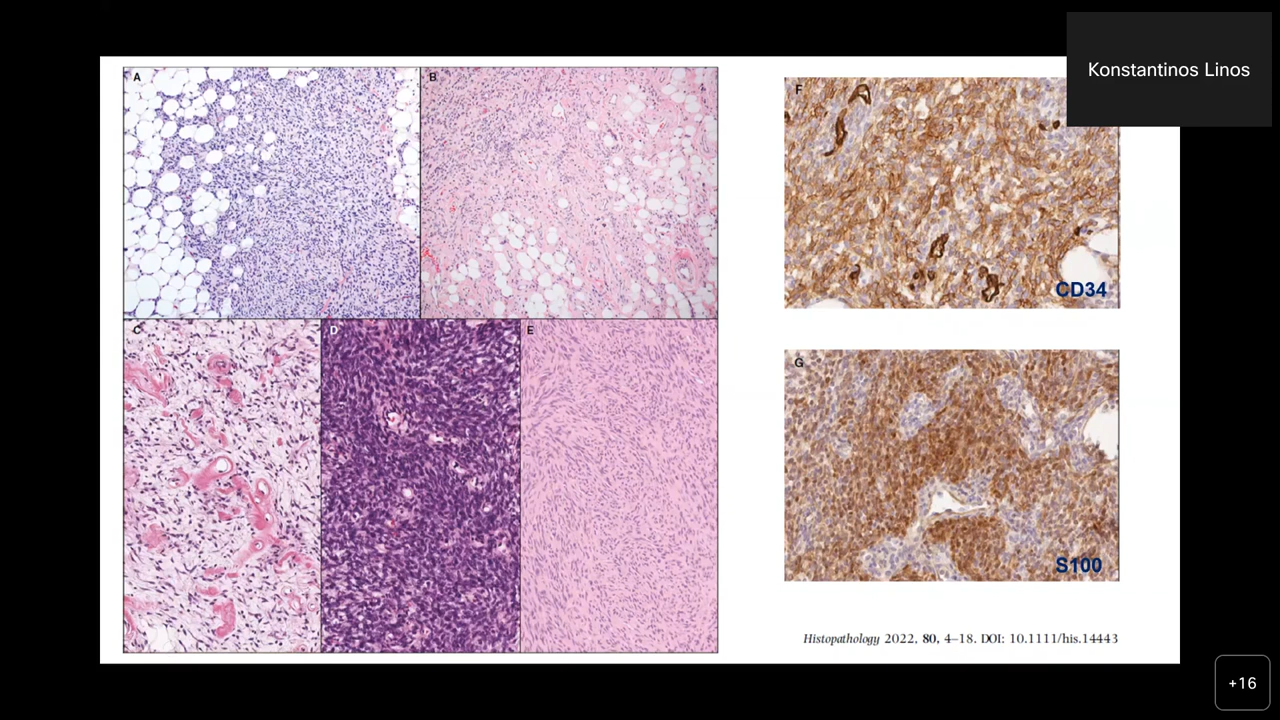 Konstantinos Linos
A
B
F
CD34
C
D
E
G
S100
Histopathology 2022, 80, 4–18. DOI: 10.1111/his.14443
+16